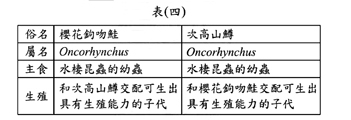 表(四)
俗名 櫻花鉤吻鮭 次高山鱒
屬名 Oncorhynchus Oncorhynchus
主食 水棲昆蟲的幼蟲 水棲昆蟲的幼蟲
生殖 和次高山鱒交配可生出 和櫻花鉤吻鮭交配可生出
具有生殖能力的子代 具有生殖能力的子代